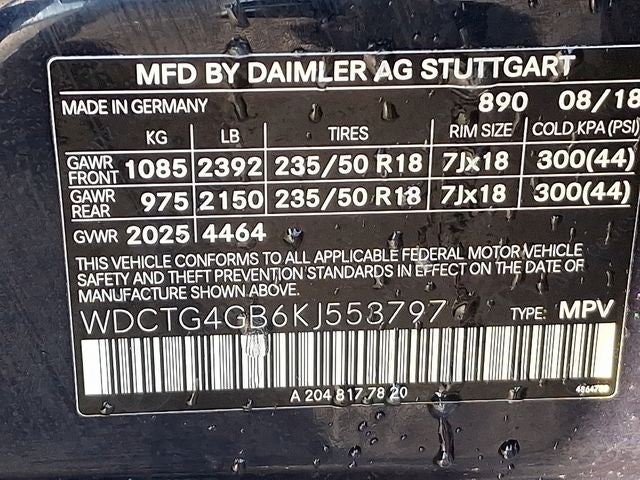 MFD BY DAIMLER AG STUTTGART
MADE IN GERMANY 890 08/18
KG LB TIRES RIM SIZE COLD KPA (PSI)
GAWR FRONT 1085 2392 235/50 R18 7Jx18 300(44)
GAWR REAR 975 2150 235/50 R18 7Jx18 300(44)
GVWR 2025 4464
THIS VEHICLE CONFORMS TO ALL APPLICABLE FEDERAL MOTOR VEHICLE
SAFETY AND THEFT PREVENTION STANDARDS IN EFFECT ON THE DATE OF
MANUFACTURE SHOWN ABOVE.
WDCTG4GB6KJ553797 TYPE: MPV
A 204 817 78 20